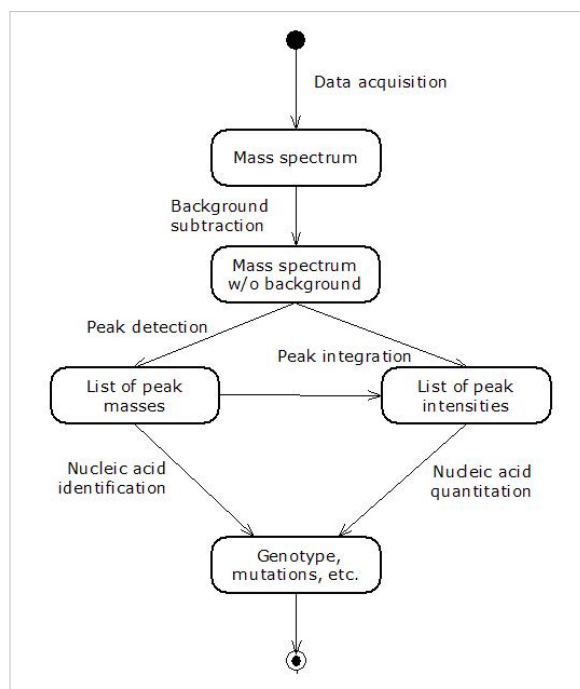 Data acquisition
Mass spectrum
Background
subtraction
Mass spectrum
w/o background
Peak detection
Peak integration
List of peak
masses
List of peak
intensities
Nucleic acid
identification
Nucleic acid
quantitation
Genotype,
mutations, etc.